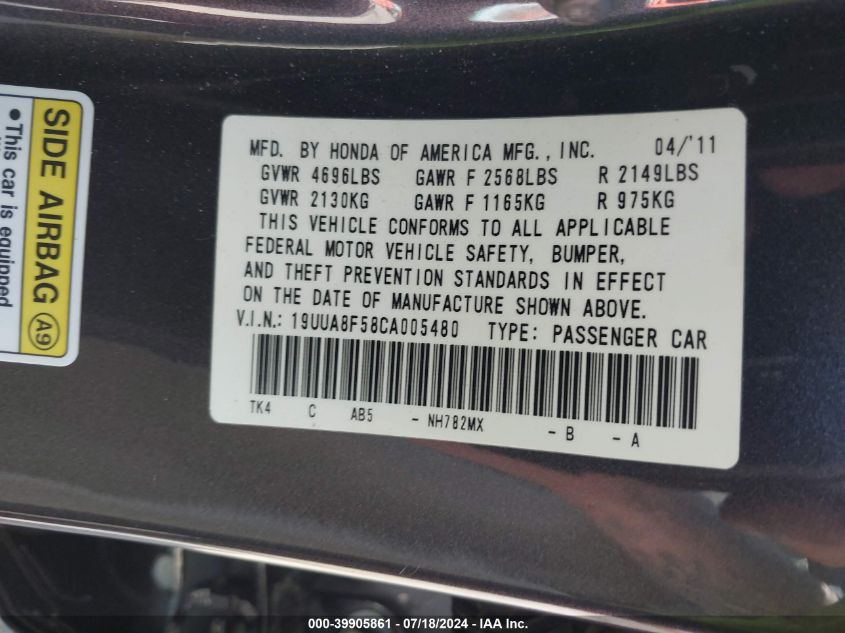 SIDE AIRBAG A9
●This car is equipped
MFD. BY HONDA OF AMERICA MFG., INC. 04/'11
GVWR 4696LBS GAWR F 2568LBS R 2149LBS
GVWR 2130KG GAWR F 1165KG R 975KG
THIS VEHICLE CONFORMS TO ALL APPLICABLE
FEDERAL MOTOR VEHICLE SAFETY, BUMPER,
AND THEFT PREVENTION STANDARDS IN EFFECT
ON THE DATE OF MANUFACTURE SHOWN ABOVE.
V.I.N.: 19UUA8F58CA005480 TYPE: PASSENGER CAR
TK4 C AB5 - NH782MX - B - A
000-39905861 - 07/18/2024 - IAA Inc.